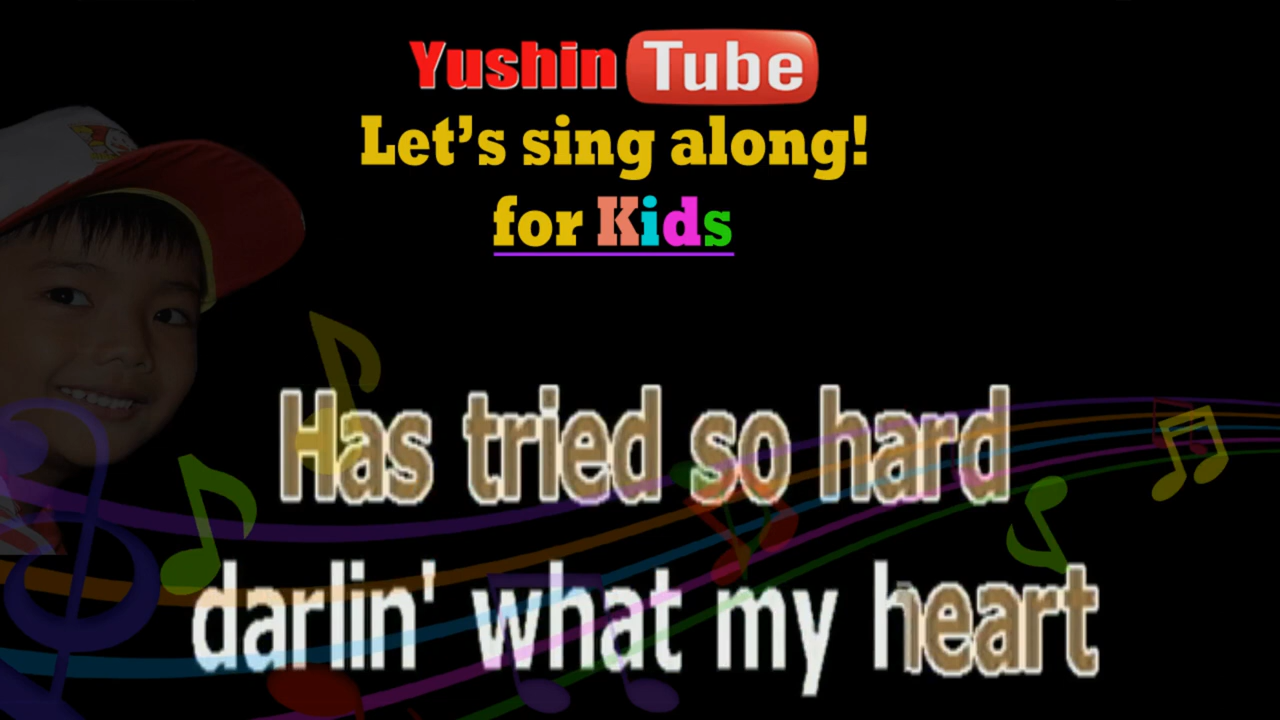 Yushin Tube
Let's sing along!
for Kids
Has tried so hard
darlin' what my heart